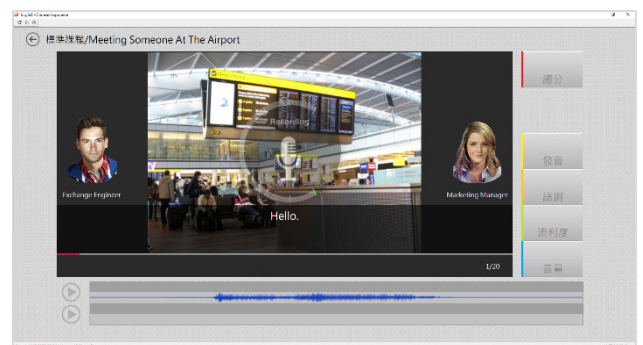 標準課程/Meeting Someone At The Airport
總分
Recording
發音
Exchange Engineer
Marketing Manager
語調
Hello.
流利度
1/20
音量